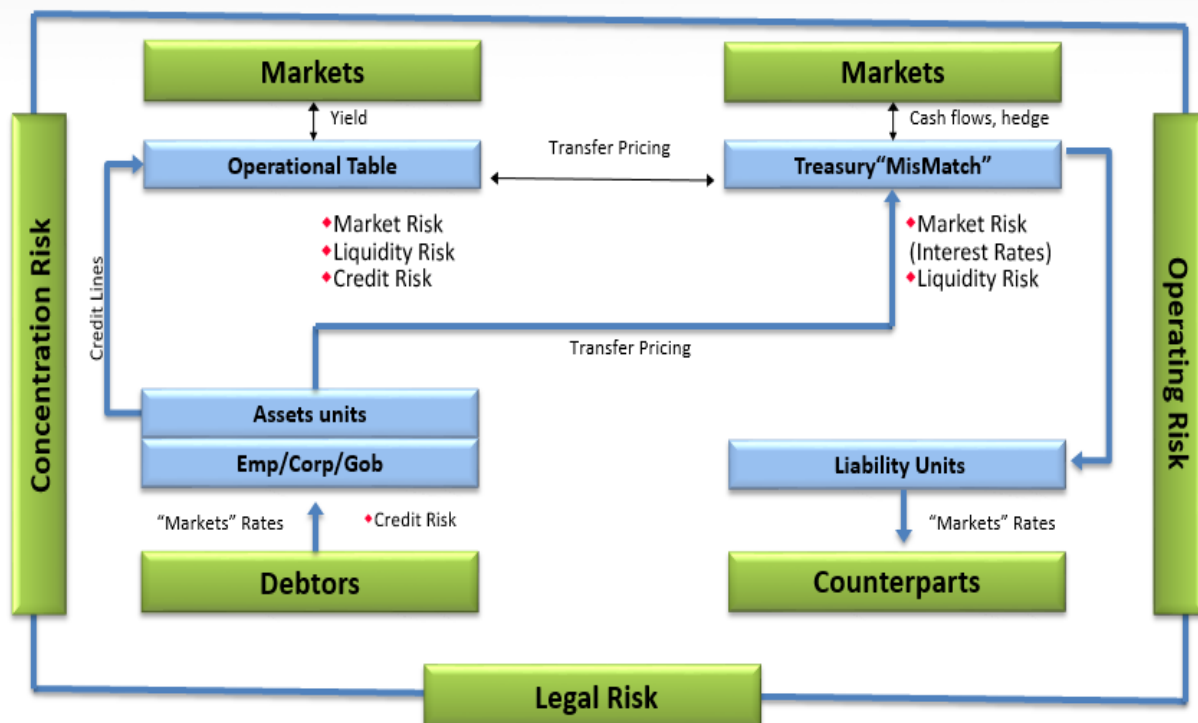 Markets
Markets
Yield
Cash flows, hedge
Operational Table
Transfer Pricing
Treasury“MisMatch”
◆Market Risk
◆Liquidity Risk
◆Credit Risk
◆Market Risk
(Interest Rates)
◆Liquidity Risk
Concentration Risk
Credit Lines
Operating Risk
Transfer Pricing
Assets units
Emp/Corp/Gob
Liability Units
“Markets” Rates
◆Credit Risk
“Markets” Rates
Debtors
Counterparts
Legal Risk